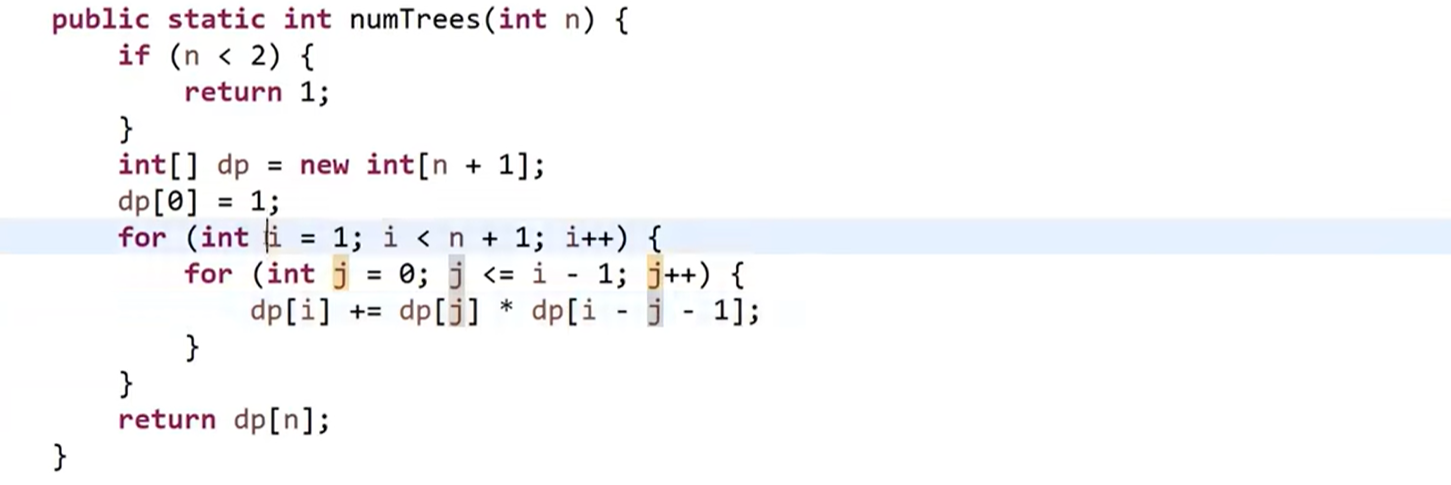 public static int numTrees(int n) {
    if (n < 2) {
        return 1;
    }
    int[] dp = new int[n + 1];
    dp[0] = 1;
    for (int i = 1; i < n + 1; i++) {
        for (int j = 0; j <= i - 1; j++) {
            dp[i] += dp[j] * dp[i - j - 1];
        }
    }
    return dp[n];
}